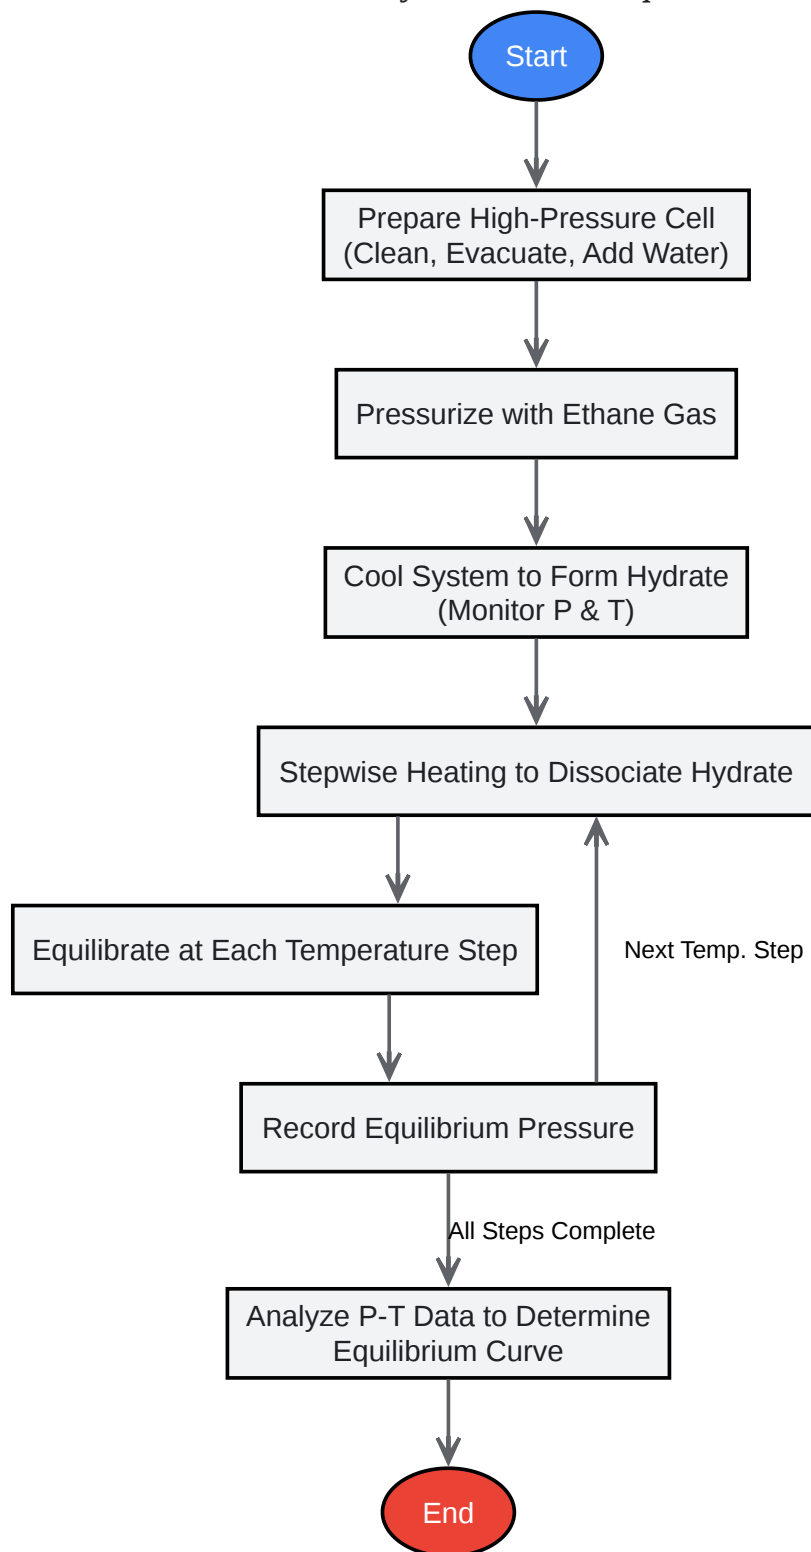 Start
Prepare High-Pressure Cell
(Clean, Evacuate, Add Water)
Pressurize with Ethane Gas
Cool System to Form Hydrate
(Monitor P & T)
Stepwise Heating to Dissociate Hydrate
Equilibrate at Each Temperature Step
Next Temp. Step
Record Equilibrium Pressure
All Steps Complete
Analyze P-T Data to Determine
Equilibrium Curve
End